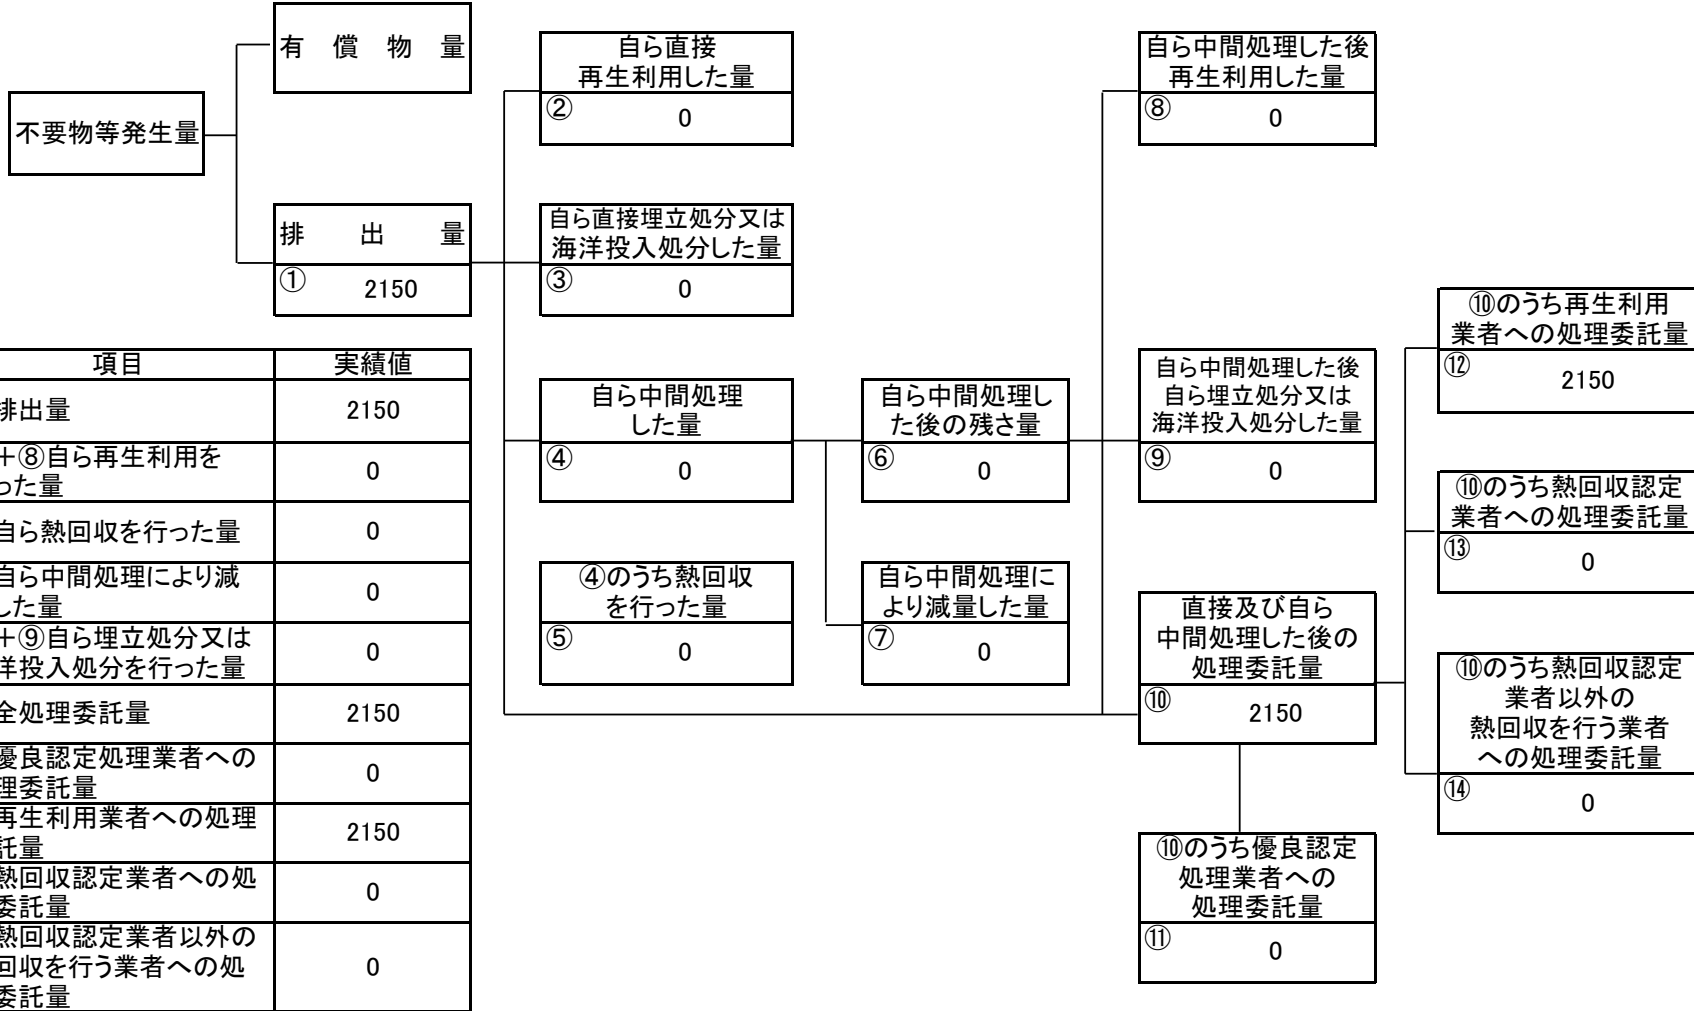 有償物量
不要物等発生量
排出量
① 2150
自ら直接
再生利用した量
② 0
自ら直接埋立処分又は
海洋投入処分した量
③ 0
自ら中間処理
した量
④ 0
④のうち熱回収
を行った量
⑤ 0
自ら中間処理し
た後の残さ量
⑥ 0
自ら中間処理に
より減量した量
⑦ 0
自ら中間処理した後
再生利用した量
⑧ 0
自ら中間処理した後
自ら埋立処分又は
海洋投入処分した量
⑨ 0
直接及び自ら
中間処理した後の
処理委託量
⑩ 2150
⑩のうち優良認定
処理業者への
処理委託量
⑪ 0
⑩のうち再生利用
業者への処理委託量
⑫ 2150
⑩のうち熱回収認定
業者への処理委託量
⑬ 0
⑩のうち熱回収認定
業者以外の
熱回収を行う業者
への処理委託量
⑭ 0
項目 実績値
排出量 2150
+⑧自ら再生利用を
った量 0
自ら熱回収を行った量 0
自ら中間処理により減
した量 0
+⑨自ら埋立処分又は
洋投入処分を行った量 0
全処理委託量 2150
優良認定処理業者への
理委託量 0
再生利用業者への処理
託量 2150
熱回収認定業者への処
委託量 0
熱回収認定業者以外の
回収を行う業者への処
委託量 0